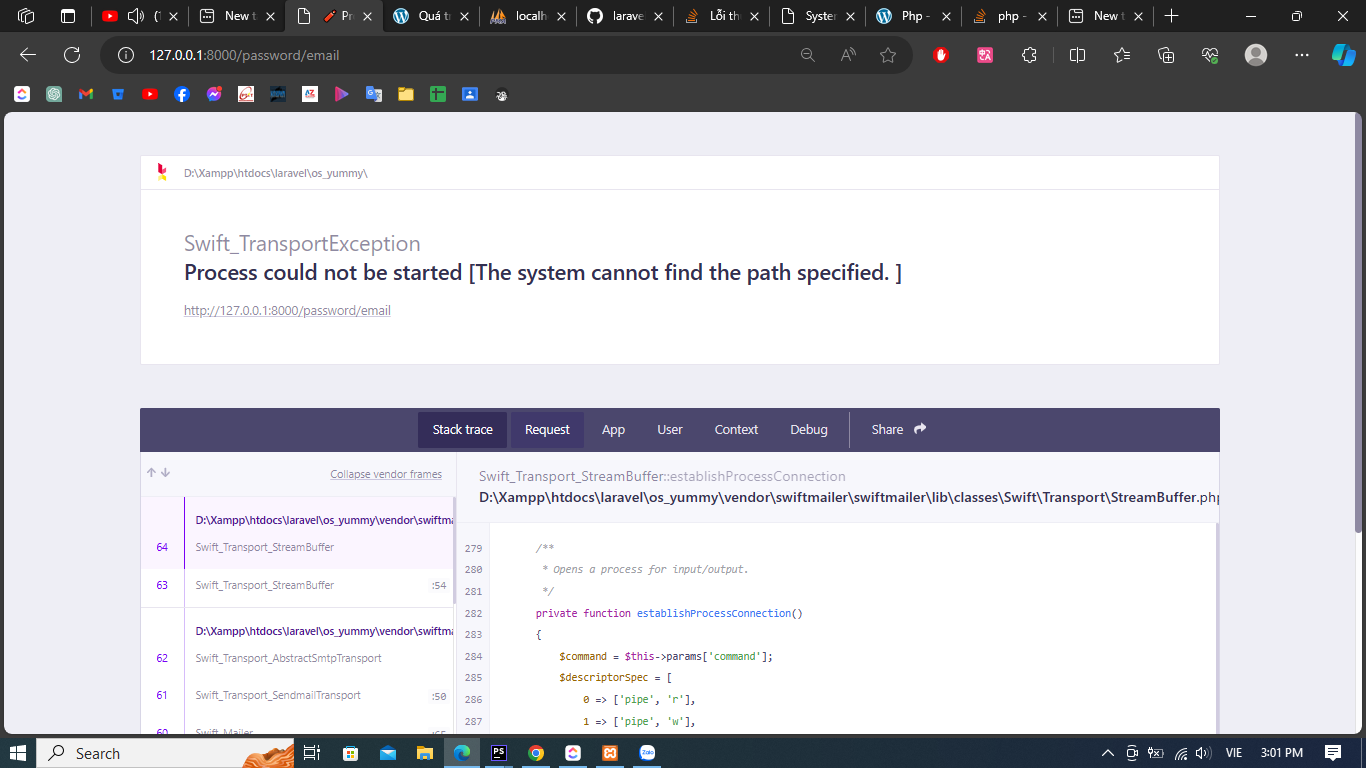 New t
Pr
Quá tr
localh
larave
Lỗi th
System
Php -
php -
New t
127.0.0.1:8000/password/email
D:\Xampp\htdocs\laravel\os_yummy\
Swift_TransportException
Process could not be started [The system cannot find the path specified. ]
http://127.0.0.1:8000/password/email
Stack trace
Request
App
User
Context
Debug
Share
Collapse vendor frames
Swift_Transport_StreamBuffer::establishProcessConnection
D:\Xampp\htdocs\laravel\os_yummy\vendor\swiftmailer\swiftmailer\lib\classes\Swift\Transport\StreamBuffer.php
D:\Xampp\htdocs\laravel\os_yummy\vendor\swiftma
64 Swift_Transport_StreamBuffer
63 Swift_Transport_StreamBuffer :54
D:\Xampp\htdocs\laravel\os_yummy\vendor\swiftma
62 Swift_Transport_AbstractSmtpTransport
61 Swift_Transport_SendmailTransport :50
60 Swift_Mailer :65
279 /**
280 * Opens a process for input/output.
281 */
282 private function establishProcessConnection()
283 {
284 $command = $this->params['command'];
285 $descriptorSpec = [
286 0 => ['pipe', 'r'],
287 1 => ['pipe', 'w'],
Search
PS
Zalo
VIE
3:01 PM